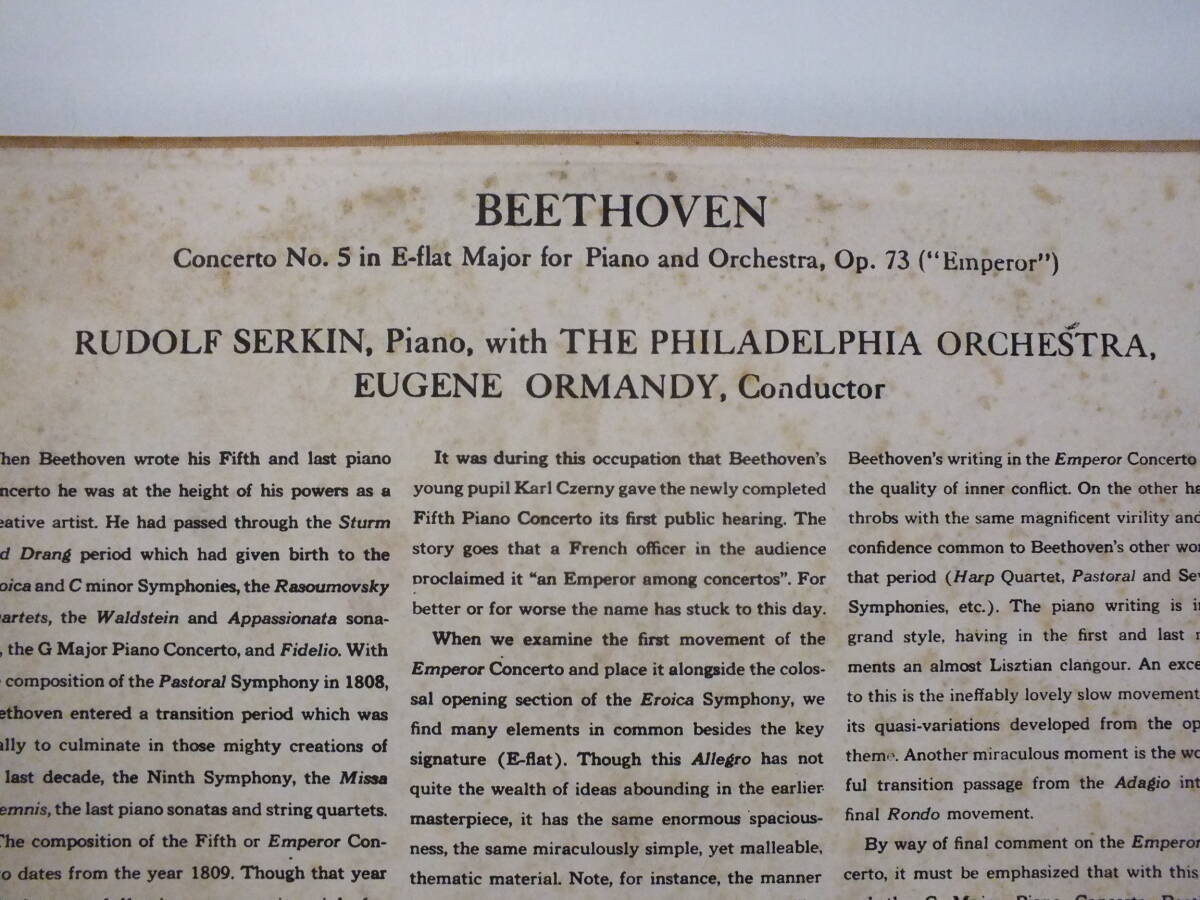 BEETHOVEN
Concerto No. 5 in E-flat Major for Piano and Orchestra, Op. 73 ("Emperor")
RUDOLF SERKIN, Piano, with THE PHILADELPHIA ORCHESTRA,
EUGENE ORMANDY, Conductor
hen Beethoven wrote his Fifth and last piano
ncerto he was at the height of his powers as a
eative artist. He had passed through the Sturm
d Drang period which had given birth to the
oica and C minor Symphonies, the Rasoumovsky
artets, the Waldstein and Appassionata sona-
, the G Major Piano Concerto, and Fidelio. With
composition of the Pastoral Symphony in 1808,
ethoven entered a transition period which was
ally to culminate in those mighty creations of
last decade, the Ninth Symphony, the Missa
emnis, the last piano sonatas and string quartets.
The composition of the Fifth or Emperor Con-
o dates from the year 1809. Though that year
It was during this occupation that Beethoven's
young pupil Karl Czerny gave the newly completed
Fifth Piano Concerto its first public hearing. The
story goes that a French officer in the audience
proclaimed it "an Emperor among concertos". For
better or for worse the name has stuck to this day.
When we examine the first movement of the
Emperor Concerto and place it alongside the colos-
sal opening section of the Eroica Symphony, we
find many elements in common besides the key
signature (E-flat). Though this Allegro has not
quite the wealth of ideas abounding in the earlier
masterpiece, it has the same enormous spacious-
ness, the same miraculously simple, yet malleable,
thematic material. Note, for instance, the manner
Beethoven's writing in the Emperor Concerto
the quality of inner conflict. On the other ha
throbs with the same magnificent virility and
confidence common to Beethoven's other wor
that period (Harp Quartet, Pastoral and Se
Symphonies, etc.). The piano writing is i
grand style, having in the first and last
ments an almost Lisztian clangour. An exce
to this is the ineffably lovely slow movement
its quasi-variations developed from the op
theme. Another miraculous moment is the wo
ful transition passage from the Adagio int
final Rondo movement.
By way of final comment on the Emperor
certo, it must be emphasized that with this